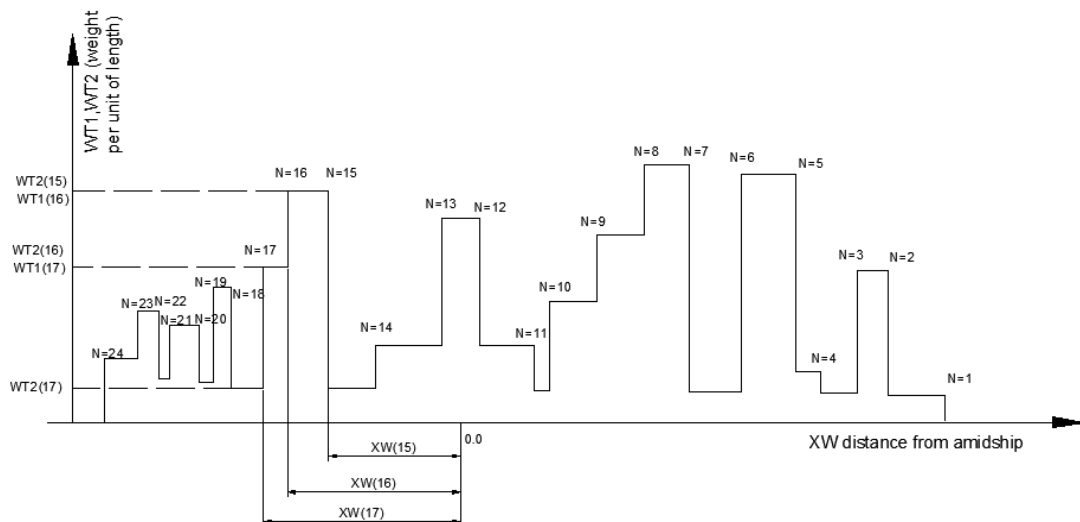 WT1,WT2 (weight
per unit of length)
N=8
N=7
N=6
N=5
WT2(15)
N=16
N=15
WT1(16)
N=13
N=12
N=9
WT2(16)
N=17
N=3
N=2
WT1(17)
N=19
N=10
N=18
N=23
N=22
N=21
N=20
N=14
N=11
N=24
N=4
WT2(17)
N=1
0.0
XW distance from amidship
XW(15)
XW(16)
XW(17)